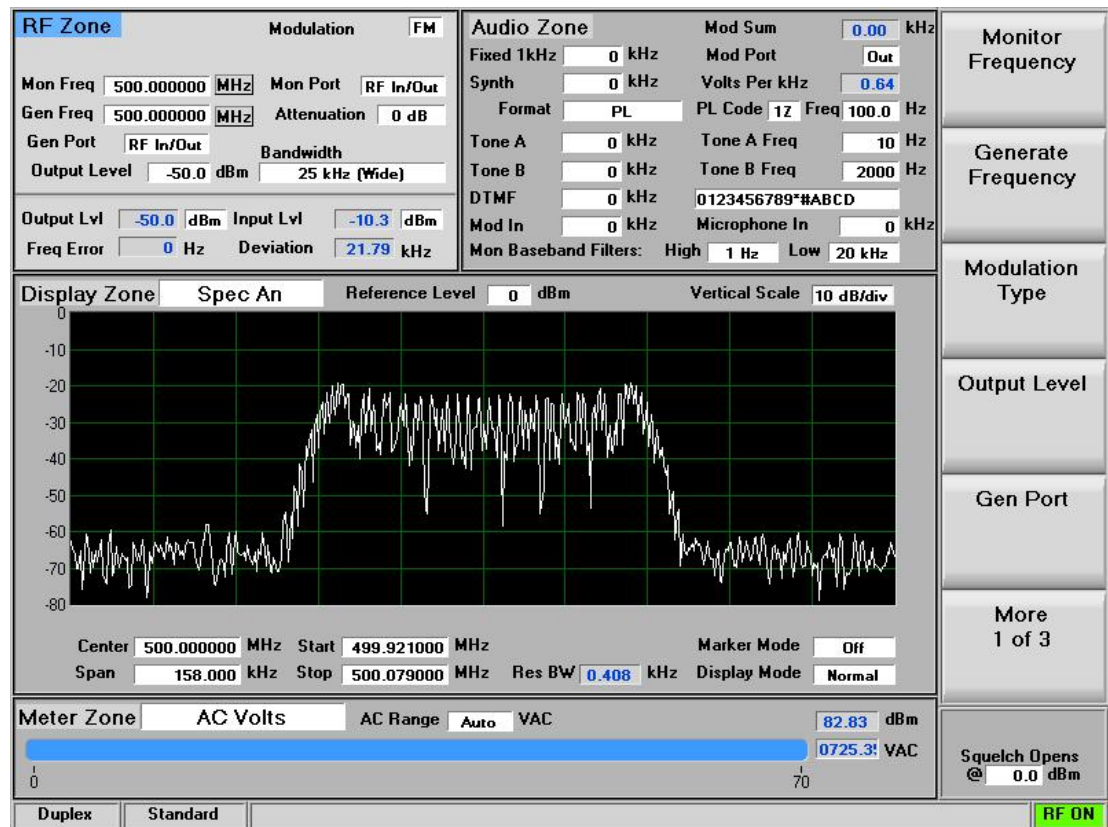 RF Zone
Modulation FM
Mon Freq 500.000000 MHz Mon Port RF In/Out
Gen Freq 500.000000 MHz Attenuation 0 dB
Gen Port RF In/Out
Bandwidth
Output Level -50.0 dBm 25 kHz (Wide)
Output Lvl -50.0 dBm Input Lvl -10.3 dBm
Freq Error 0 Hz Deviation 21.79 kHz
Audio Zone Mod Sum 0.00 kHz
Fixed 1kHz 0 kHz Mod Port Out
Synth 0 kHz Volts Per kHz 0.64
Format PL PL Code 1Z Freq 100.0 Hz
Tone A 0 kHz Tone A Freq 10 Hz
Tone B 0 kHz Tone B Freq 2000 Hz
DTMF 0 kHz 0123456789*#ABCD
Mod In 0 kHz Microphone In 0 kHz
Mon Baseband Filters: High 1 Hz Low 20 kHz
Display Zone Spec An Reference Level 0 dBm Vertical Scale 10 dB/div
0
-10
-20
-30
-40
-50
-60
-70
-80
Center 500.000000 MHz Start 499.921000 MHz Marker Mode Off
Span 158.000 kHz Stop 500.079000 MHz Res BW 0.408 kHz Display Mode Normal
Meter Zone AC Volts AC Range Auto VAC 82.83 dBm
VAC
0 70
Duplex Standard RF ON
Monitor
Frequency
Generate
Frequency
Modulation
Type
Output Level
Gen Port
More
1 of 3
Squelch Opens
@ 0.0 dBm